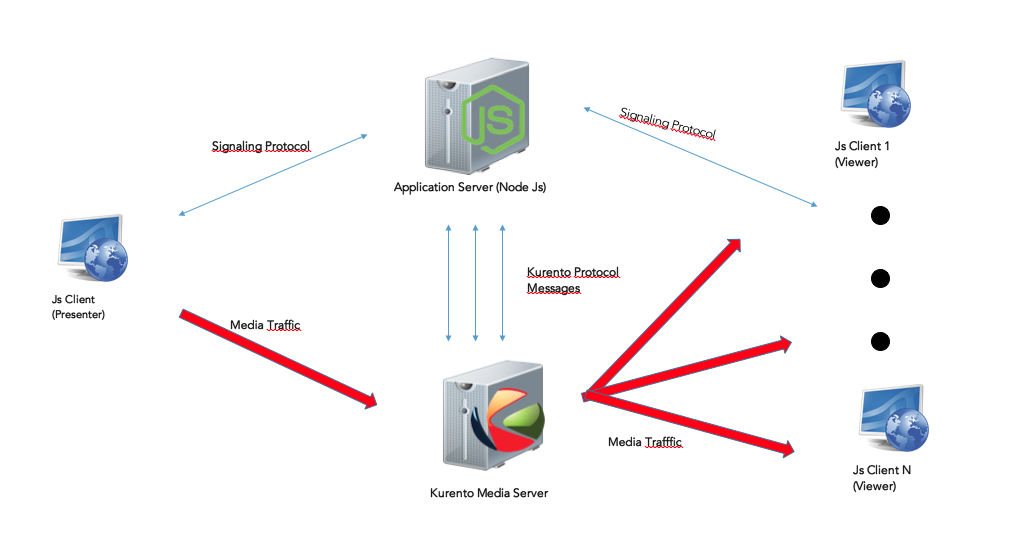 Signaling Protocol
JS
Application Server (Node Js)
Signaling Protocol
Js Client 1
(Viewer)
Js Client
(Presenter)
Kurento Protocol
Messages
Media Traffic
Media Trafffic
Kurento Media Server
Js Client N
(Viewer)